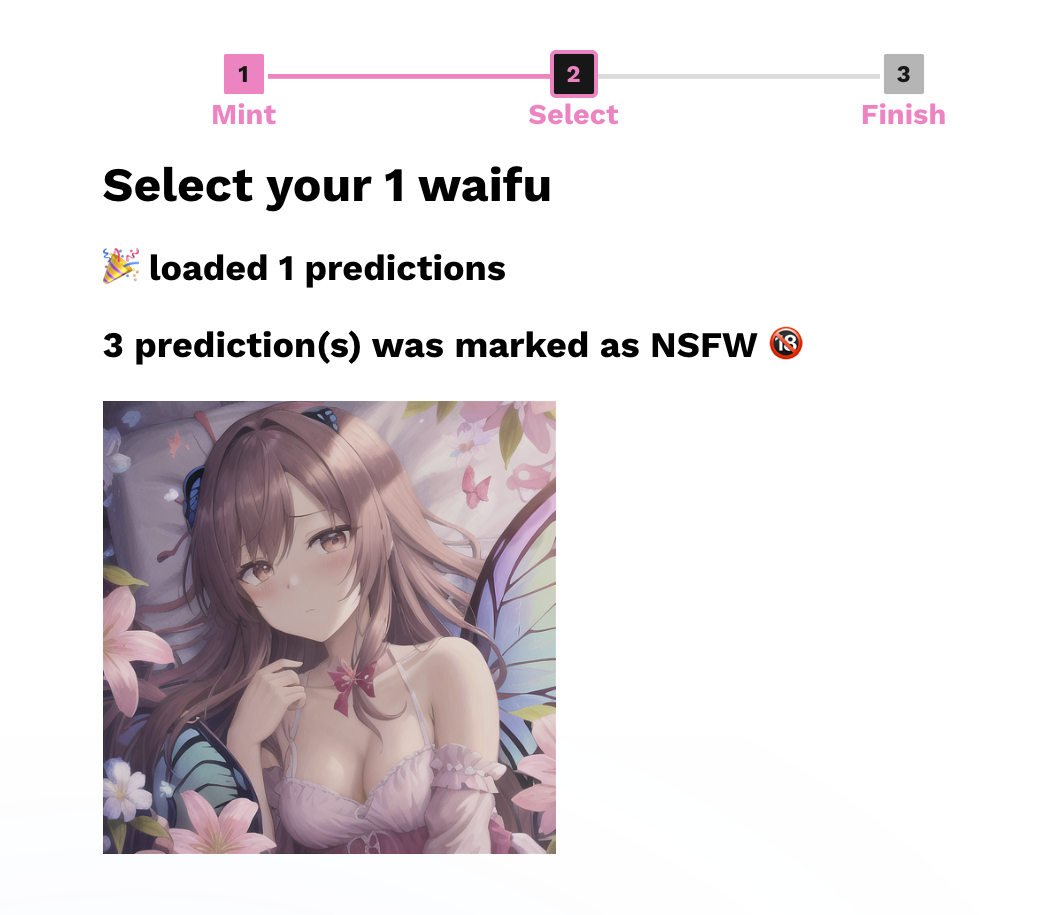 1
2
3
Mint
Select
Finish
Select your 1 waifu
🎉 loaded 1 predictions
3 prediction(s) was marked as NSFW 🔞